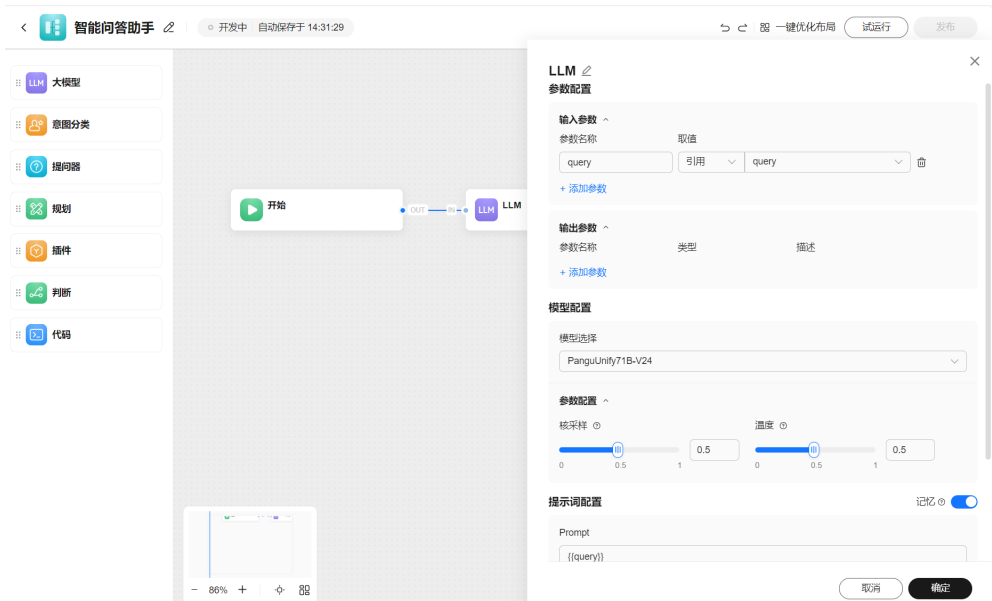 智能问答助手
开发中 自动保存于 14:31:29
一键优化布局
试运行
发布
LLM 大模型
意图分类
提问器
规划
插件
判断
代码
开始
OUT
IN
LLM LLM
86%
LLM
参数配置
输入参数
参数名称 取值
query 引用 query
+ 添加参数
输出参数
参数名称 类型 描述
+ 添加参数
模型配置
模型选择
PanguUnify71B-V24
参数配置
核采样 温度
0.5 0.5
0 0.5 1 0 0.5 1
提示词配置 记忆
Prompt
{{query}}
取消 确定